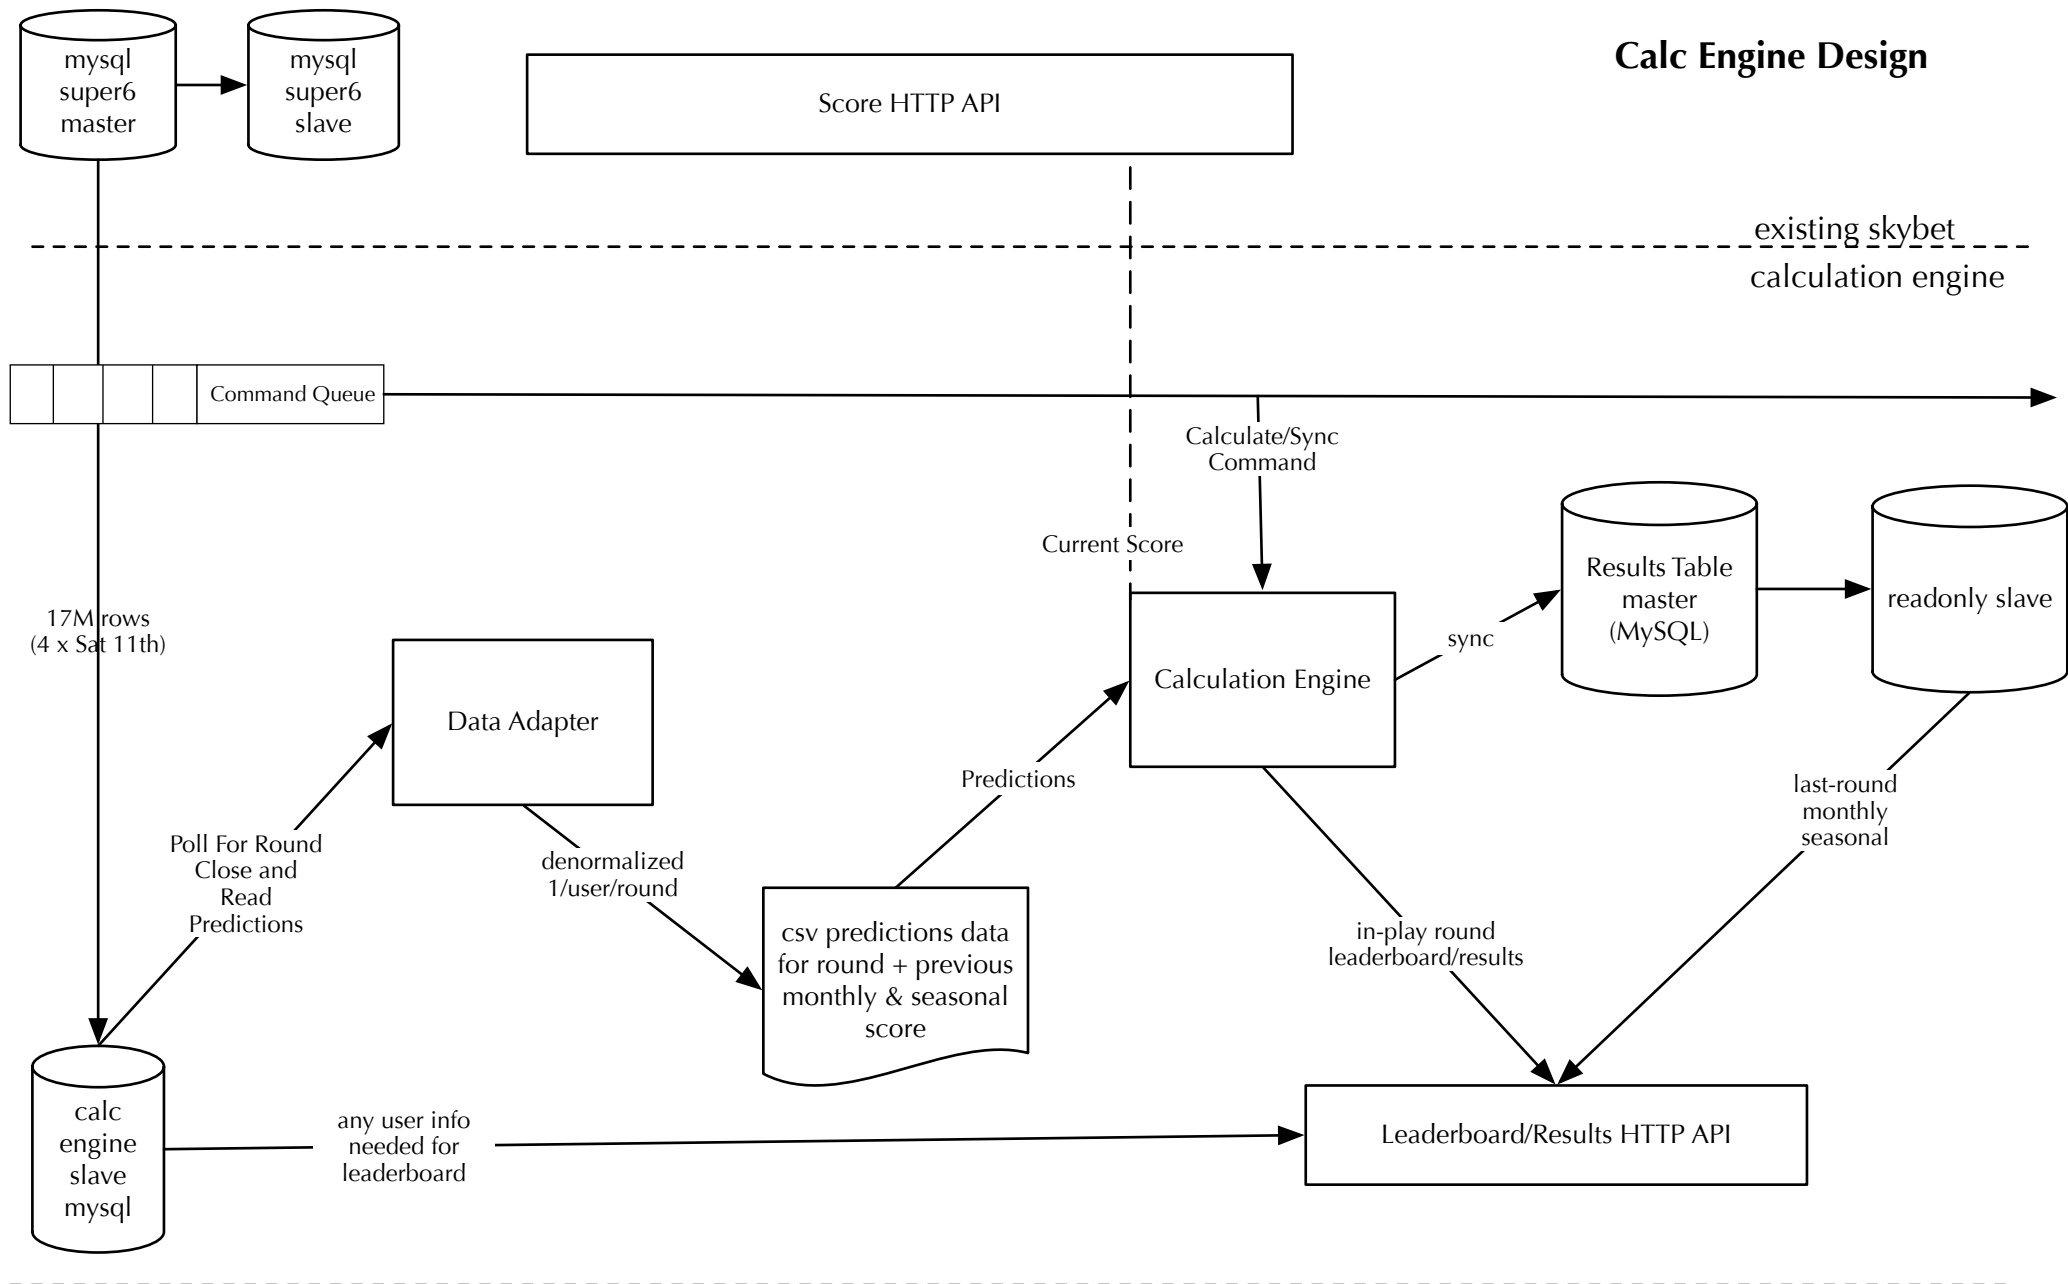 mysql
super6
master
mysql
super6
slave
Score HTTP API
Calc Engine Design
existing skybet
calculation engine
Command Queue
Calculate/Sync
Command
Current Score
17M rows
(4 x Sat 11th)
Data Adapter
Calculation Engine
sync
Results Table
master
(MySQL)
readonly slave
Predictions
last-round
monthly
seasonal
Poll For Round
Close and
Read
Predictions
denormalized
1/user/round
csv predictions data
for round + previous
monthly & seasonal
score
in-play round
leaderboard/results
calc
engine
slave
mysql
any user info
needed for
leaderboard
Leaderboard/Results HTTP API